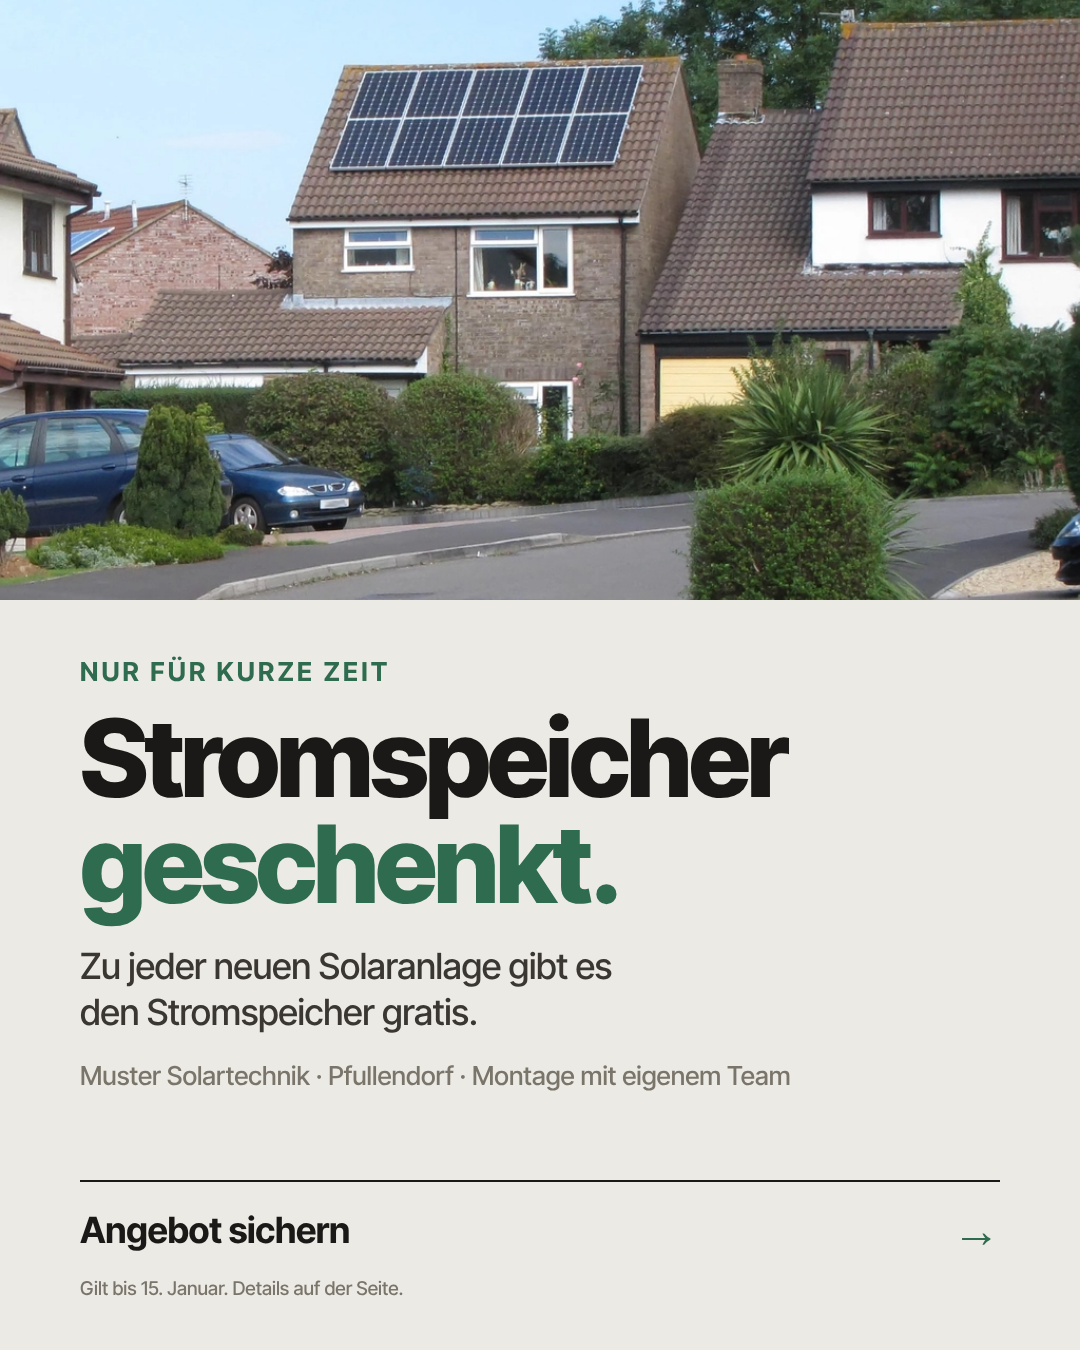 NUR FÜR KURZE ZEIT
Stromspeicher
geschenkt.
Zu jeder neuen Solaranlage gibt es
den Stromspeicher gratis.
Muster Solartechnik · Pfullendorf · Montage mit eigenem Team
Angebot sichern →
Gilt bis 15. Januar. Details auf der Seite.